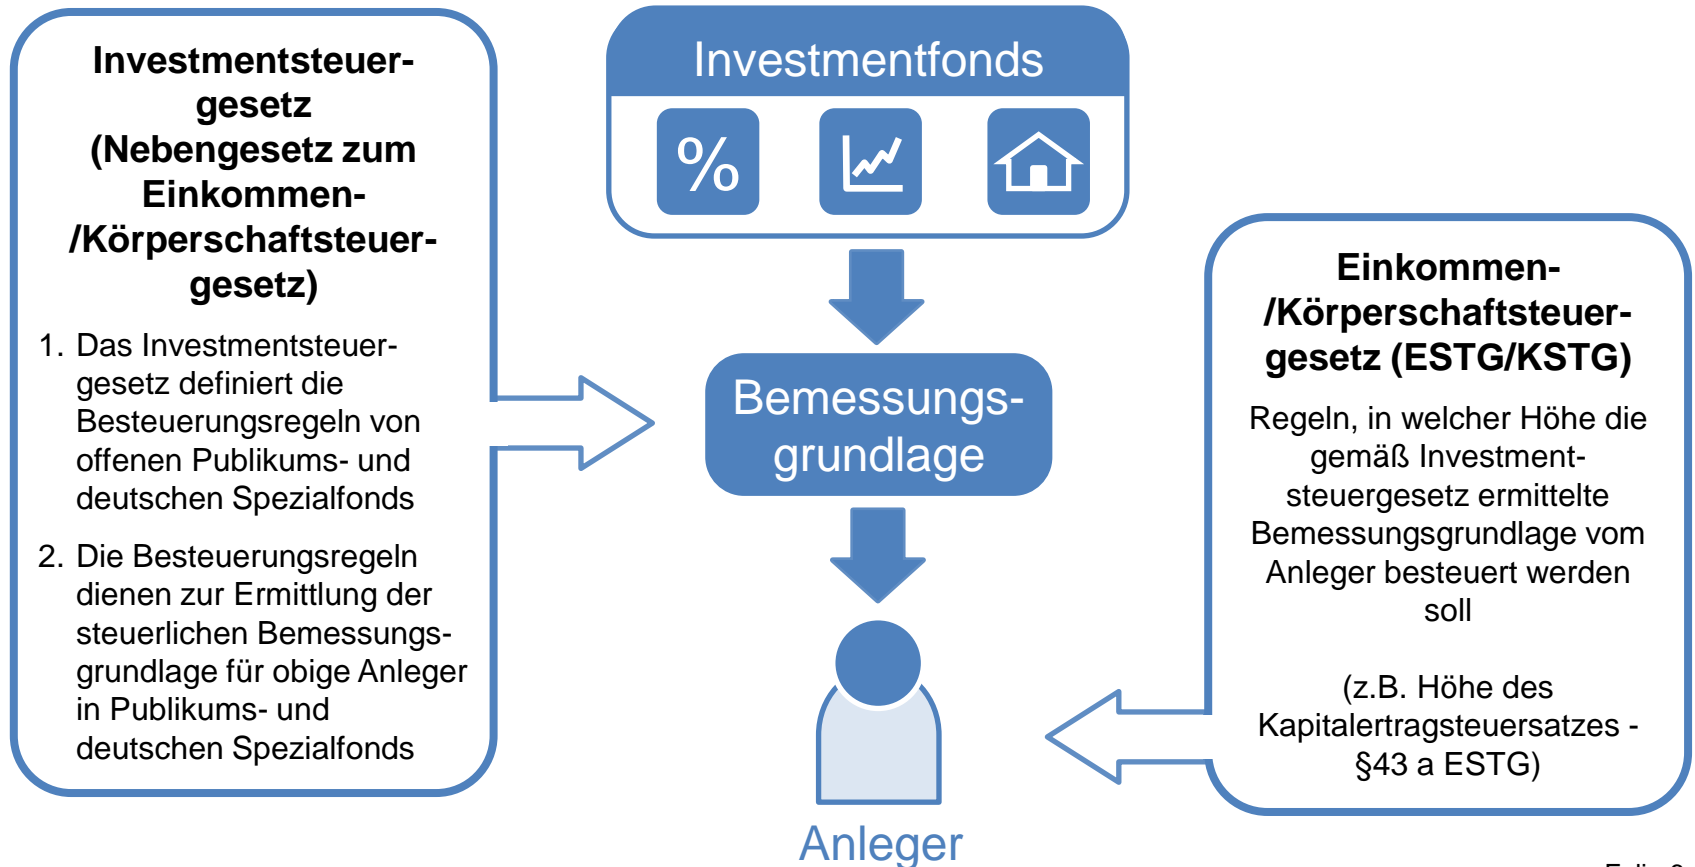 Investmentsteuer-
gesetz
(Nebengesetz zum
Einkommen-
/Körperschaftsteuer-
gesetz)
1. Das Investmentsteuer-
gesetz definiert die
Besteuerungsregeln von
offenen Publikums- und
deutschen Spezialfonds
2. Die Besteuerungsregeln
dienen zur Ermittlung der
steuerlichen Bemessungs-
grundlage für obige Anleger
in Publikums- und
deutschen Spezialfonds
Investmentfonds
%
Bemessungs-
grundlage
Anleger
Einkommen-
/Körperschaftsteuer-
gesetz (ESTG/KSTG)
Regeln, in welcher Höhe die
gemäß Investment-
steuergesetz ermittelte
Bemessungsgrundlage vom
Anleger besteuert werden
soll
(z.B. Höhe des
Kapitalertragsteuersatzes -
§43 a ESTG)